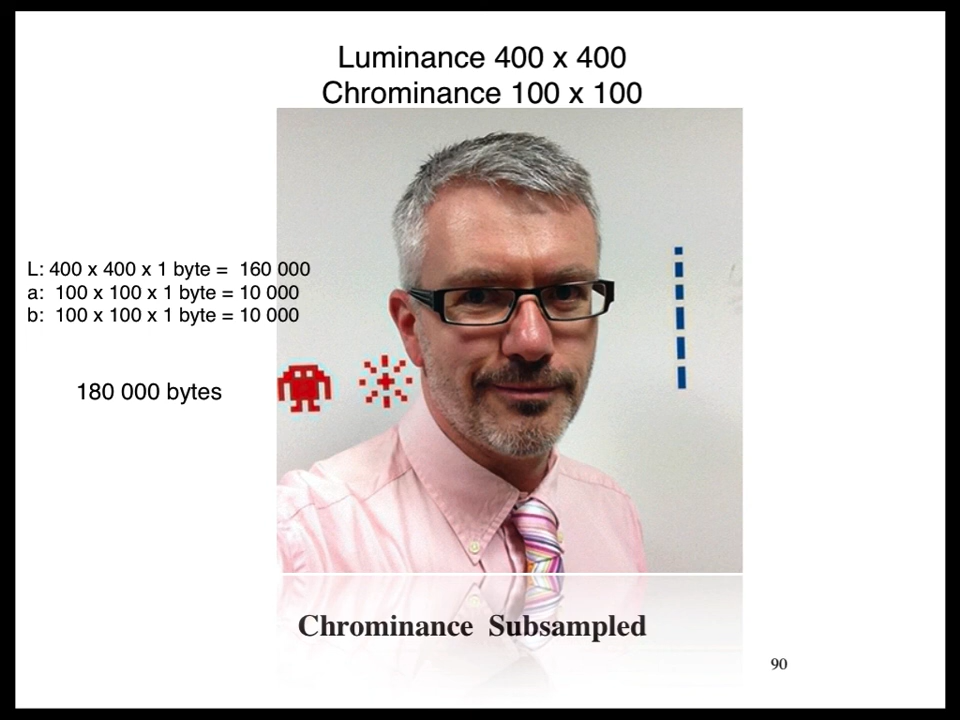 Luminance 400 x 400
Chrominance 100 x 100
L: 400 x 400 x 1 byte = 160 000
a: 100 x 100 x 1 byte = 10 000
b: 100 x 100 x 1 byte = 10 000
180 000 bytes
Chrominance Subsampled
90